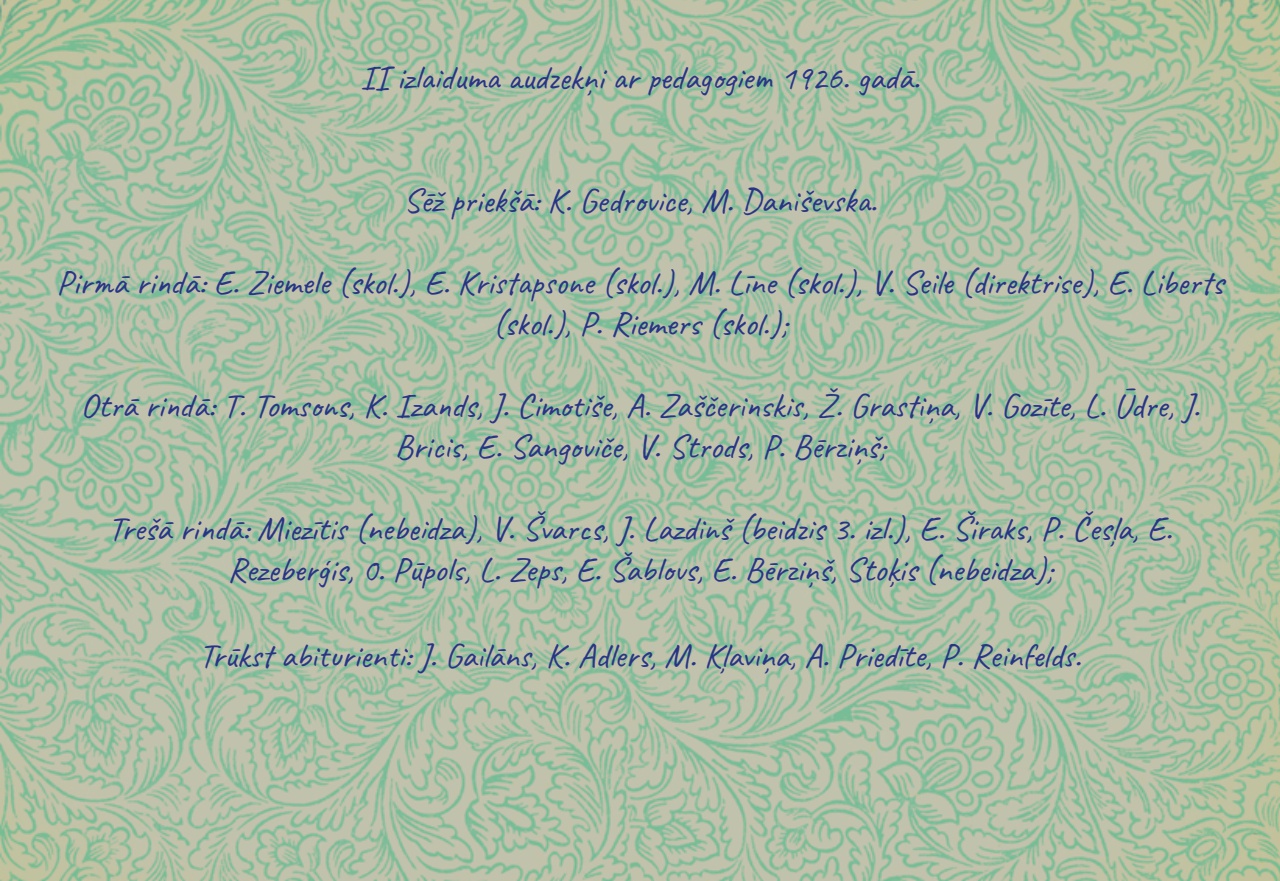 II izlaiduma audzekņi ar pedagogiem 1926. gadā.
Sēž priekšā: K. Gedrovice, M. Daniševska.
Pirmā rindā: E. Ziemele (skol.), E. Kristapsone (skol.), M. Līne (skol.), V. Seile (direktrise), E. Liberts
(skol.), P. Riemers (skol.);
Otrā rindā: T. Tomsons, K. Izands, J. Cimotiše, A. Zaščerinskis, Ž. Grastiņa, V. Gozīte, L. Ūdre, J.
Bricis, E. Sangoviče, V. Strods, P. Bērziņš;
Trešā rindā: Miezītis (nebeidza), V. Švarcs, J. Lazdinš (beidzis 3. izl.), E. Širaks, P. Česļa, E.
Rezeberģis, O. Pūpols, L. Zeps, E. Šablovs, E. Bērziņš, Stoķis (nebeidza);
Trūkst abiturienti: J. Gailāns, K. Adlers, M. Kļaviņa, A. Priedīte, P. Reinfelds.